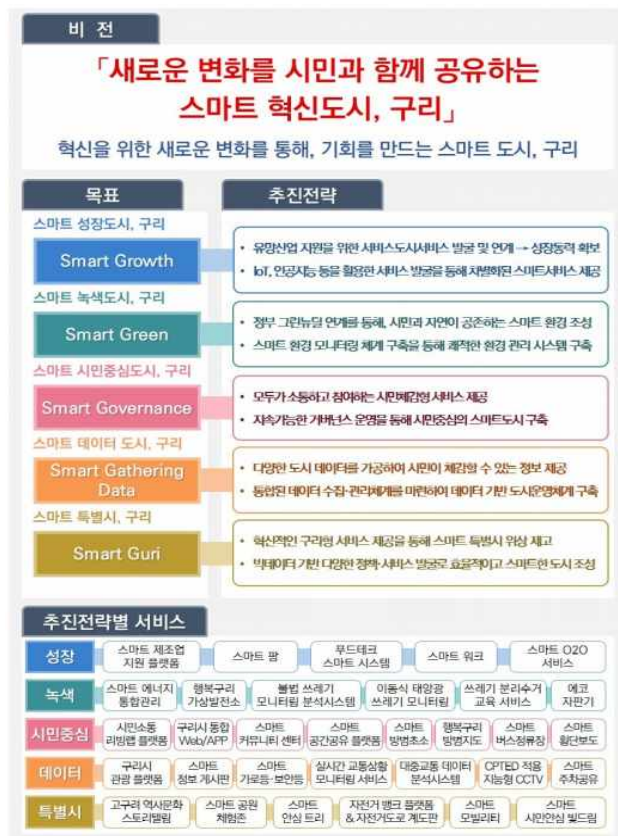 비 전
「새로운 변화를 시민과 함께 공유하는
스마트 혁신도시, 구리」
혁신을 위한 새로운 변화를 통해, 기회를 만드는 스마트 도시, 구리
목표
추진전략
스마트 성장도시, 구리
Smart Growth
• 유망산업 지원을 위한 서비스도시서비스 발굴 및 연계 → 성장동력 확보
• IoT, 인공지능 등을 활용한 서비스 발굴을 통해 차별화된 스마트서비스 제공
스마트 녹색도시, 구리
Smart Green
• 정부 그린뉴딜 연계를 통해, 시민과 자연이 공존하는 스마트 환경 조성
• 스마트 환경 모니터링 체계 구축을 통해 쾌적한 환경 관리 시스템 구축
스마트 시민중심도시, 구리
Smart Governance
• 모두가 소통하고 참여하는 시민체감형 서비스 제공
• 지속가능한 거버넌스 운영을 통해 시민중심의 스마트도시 구축
스마트 데이터 도시, 구리
Smart Gathering
Data
• 다양한 도시 데이터를 가공하여 시민이 체감할 수 있는 정보 제공
• 통합된 데이터 수집·관리체계를 마련하여 데이터 기반 도시운영체계 구축
스마트 특별시, 구리
Smart Guri
• 혁신적인 구리형 서비스 제공을 통해 스마트 특별시 위상 제고
• 빅데이터 기반 다양한 정책·서비스 발굴로 효율적이고 스마트한 도시 조성
추진전략별 서비스
성장
스마트 제조업
지원 플랫폼
스마트 팜
푸드테크
스마트 시스템
스마트 워크
스마트 O2O
서비스
녹색
스마트 에너지
통합관리
행복구리
가상발전소
불법 쓰레기
모니터링 분석시스템
이동식 태양광
쓰레기 모니터링
쓰레기 분리수거
교육 서비스
에코
자판기
시민중심
시민소통
리빙랩 플랫폼
구리시 통합
Web/APP
스마트
커뮤니티 센터
스마트
공간공유 플랫폼
스마트
방범초소
행복구리
방범지도
스마트
버스정류장
스마트
횡단보도
데이터
구리시
관광 플랫폼
스마트
정보 게시판
스마트
가로등·보안등
실시간 교통상황
모니터링 서비스
대중교통 데이터
분석시스템
CPTED 적용
지능형 CCTV
스마트
주차공유
특별시
고구려 역사문화
스토리텔링
스마트 공원
체험존
스마트
안심 트리
자전거 뱅크 플랫폼
& 자전거도로 계도판
스마트
모빌리티
스마트
시민안심 빌드림